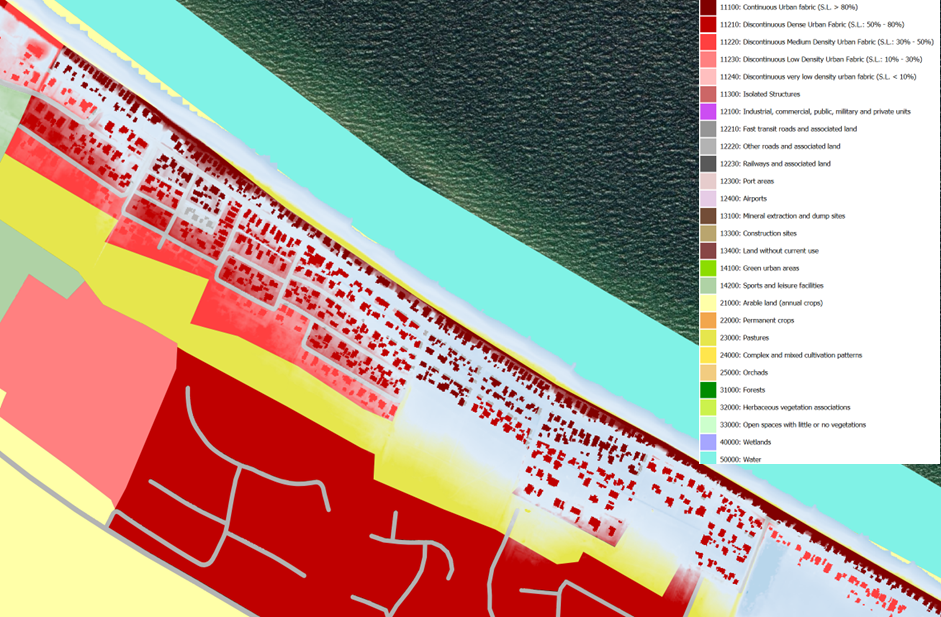 11100: Continuous Urban fabric (S.L. > 80%)
11210: Discontinuous Dense Urban Fabric (S.L.: 50% - 80%)
11220: Discontinuous Medium Density Urban Fabric (S.L.: 30% - 50%)
11230: Discontinuous Low Density Urban Fabric (S.L.: 10% - 30%)
11240: Discontinuous very low density urban fabric (S.L. < 10%)
11300: Isolated Structures
12100: Industrial, commercial, public, military and private units
12210: Fast transit roads and associated land
12220: Other roads and associated land
12230: Railways and associated land
12300: Port areas
12400: Airports
13100: Mineral extraction and dump sites
13300: Construction sites
13400: Land without current use
14100: Green urban areas
14200: Sports and leisure facilities
21000: Arable land (annual crops)
22000: Permanent crops
23000: Pastures
24000: Complex and mixed cultivation patterns
25000: Orchads
31000: Forests
32000: Herbaceous vegetation associations
33000: Open spaces with little or no vegetations
40000: Wetlands
50000: Water